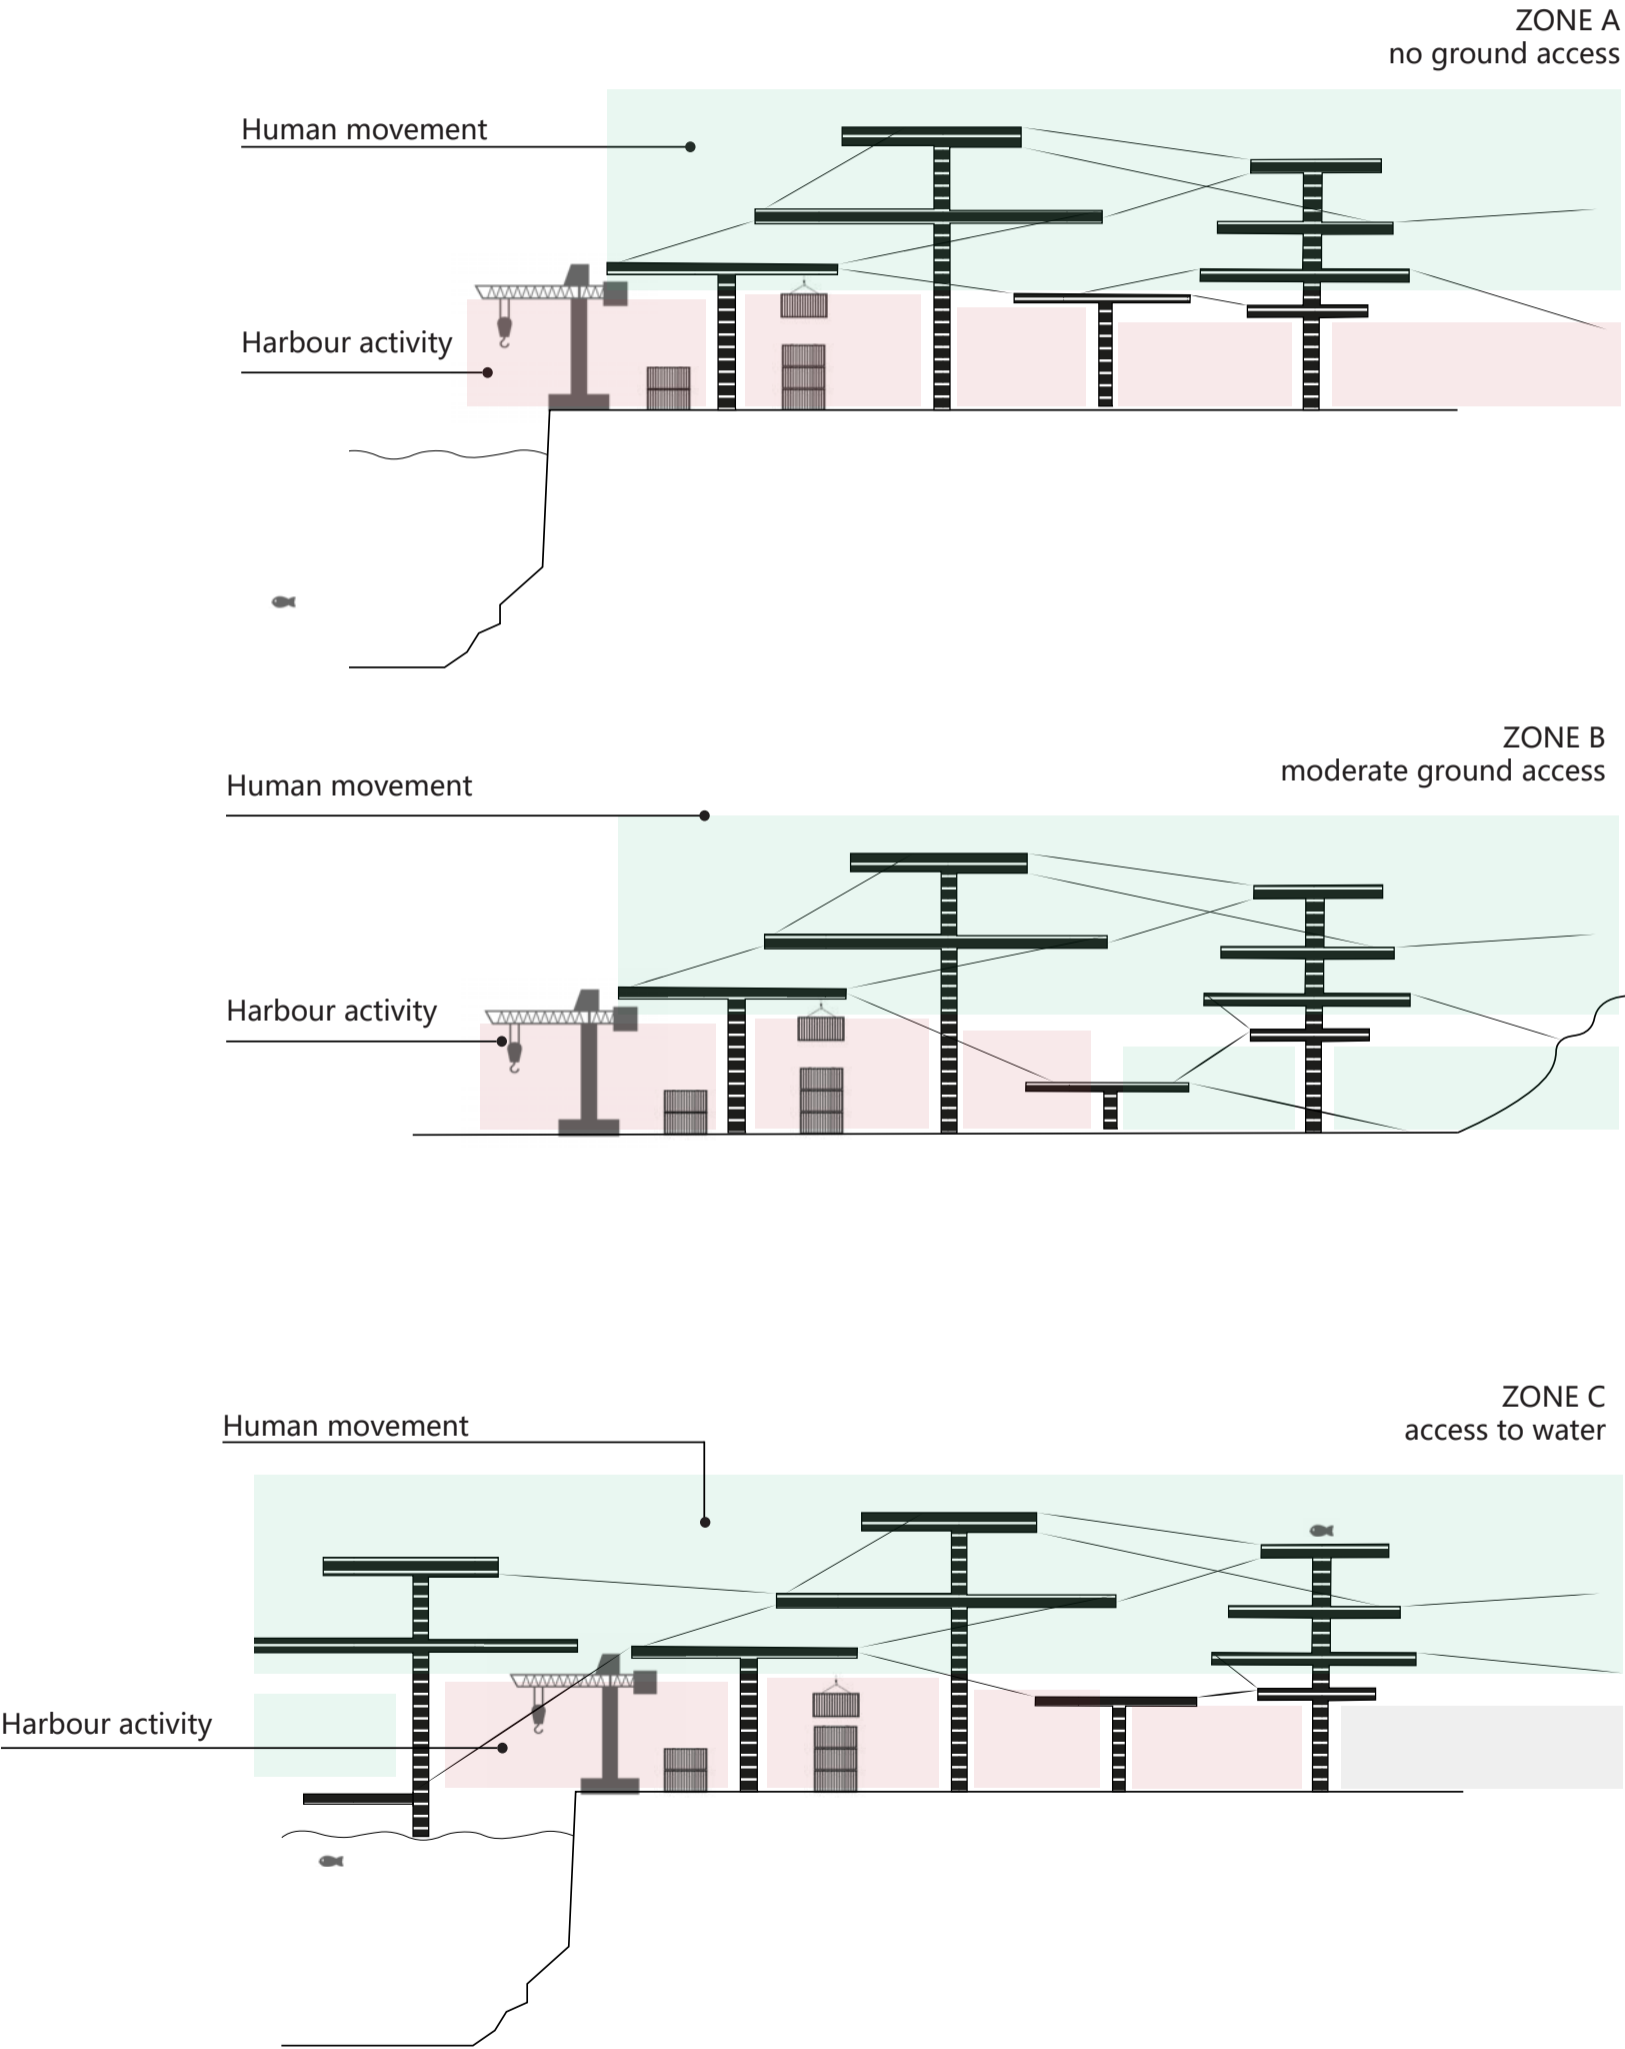 ZONE A
no ground access
Human movement
Harbour activity
ZONE B
moderate ground access
Human movement
Harbour activity
ZONE C
access to water
Human movement
Harbour activity